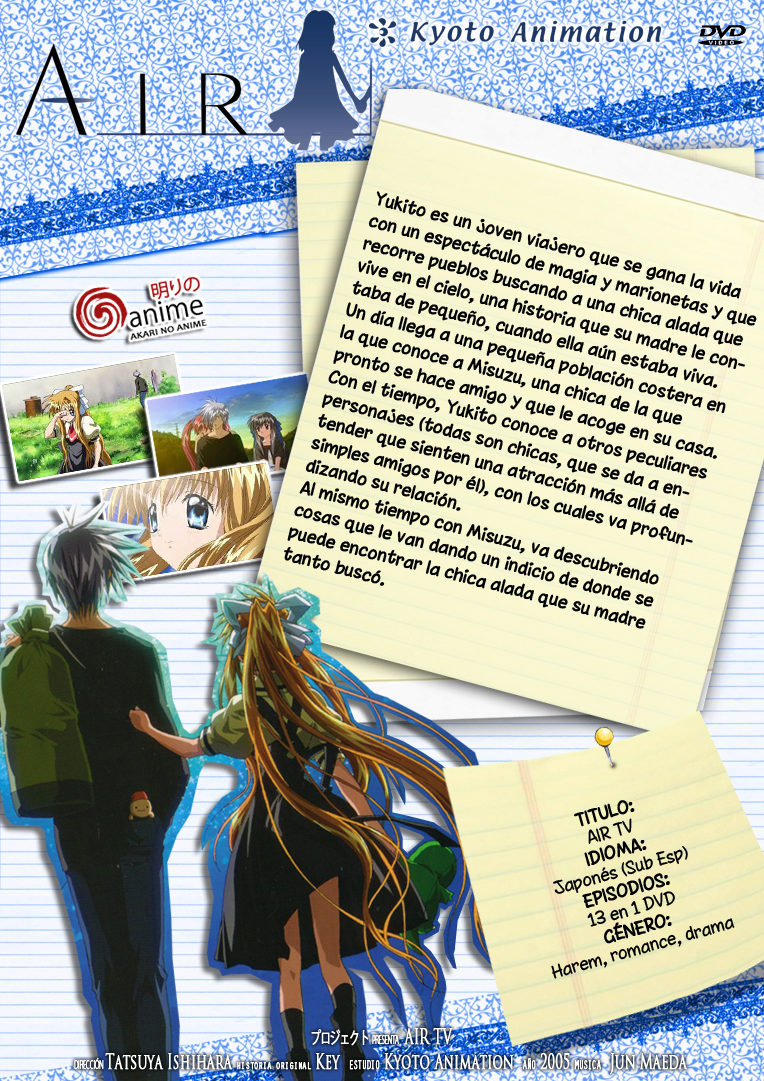 AIR
Kyoto Animation
DVD
VIDEO
Yukito es un joven viajero que se gana la vida
con un espectáculo de magia y marionetas y que
recorre pueblos buscando a una chica alada que
vive en el cielo, una historia que su madre le con-
taba de pequeño, cuando ella aún estaba viva.
Un día llega a una pequeña población costera en
la que conoce a Misuzu, una chica de la que
pronto se hace amigo y que le acoge en su casa.
Con el tiempo, Yukito conoce a otros peculiares
personajes (todas son chicas, que se da a en-
tender que sienten una atracción más allá de
simples amigos por él), con los cuales va profun-
dizando su relación.
Al mismo tiempo con Misuzu, va descubriendo
cosas que le van dando un indicio de donde se
puede encontrar la chica alada que su madre
tanto buscó.
明りの
anime
AKARI NO ANIME
TITULO:
AIR TV
IDIOMA:
Japonés (Sub Esp)
EPISODIOS:
13 en 1 DVD
GÉNERO:
Harem, romance, drama
プロジェクト PRESENTA AIR TV
DIRECCIÓN TATSUYA ISHIHARA HISTORIA ORIGINAL KEY ESTUDIO KYOTO ANIMATION AÑO 2005 MUSICA JUN MAEDA